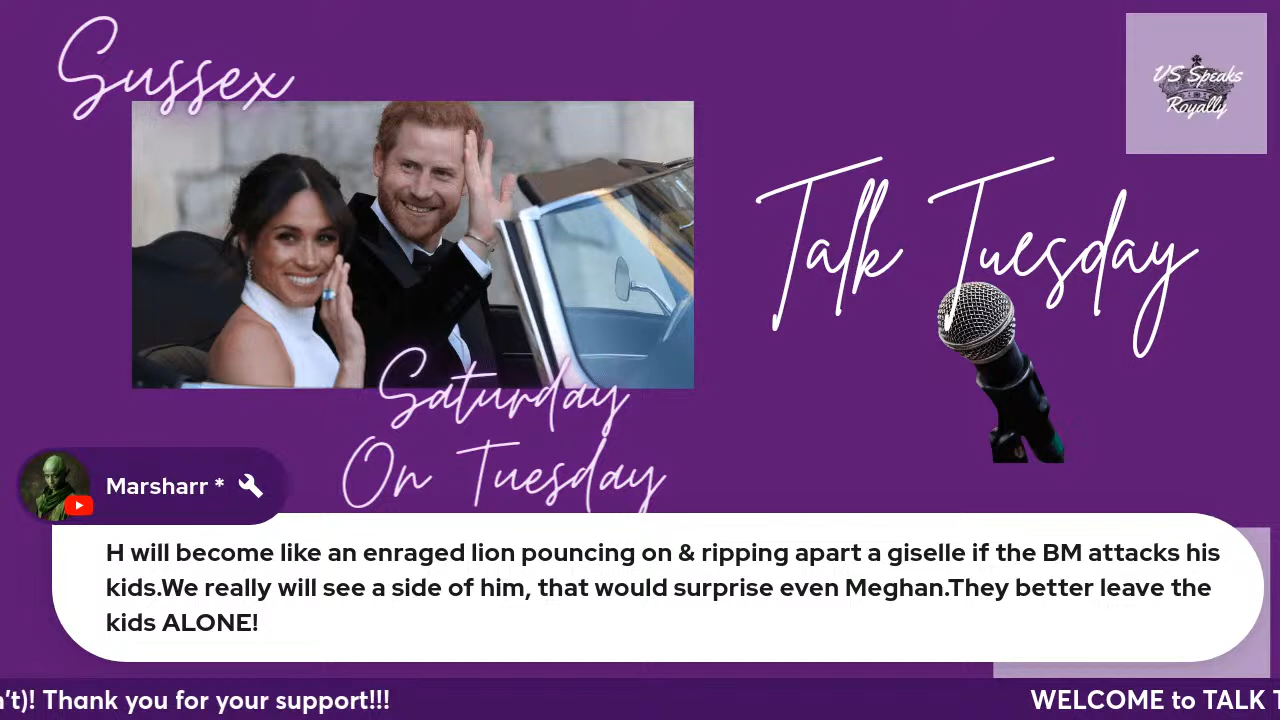 Sussex
VS Speaks
Royally
Talk Tuesday
Saturday
On Tuesday
Marsharr *
H will become like an enraged lion pouncing on & ripping apart a giselle if the BM attacks his
kids.We really will see a side of him, that would surprise even Meghan.They better leave the
kids ALONE!
Thank you for your support!!!
WELCOME to TALK